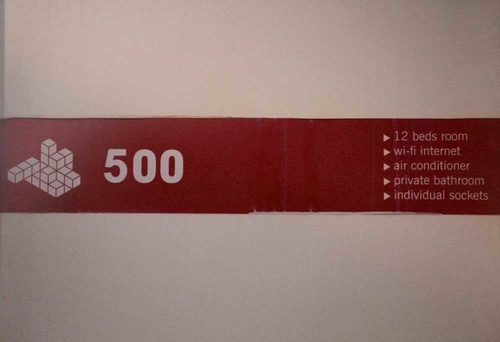 500
12 beds room
wi-fi internet
air conditioner
private bathroom
individual sockets